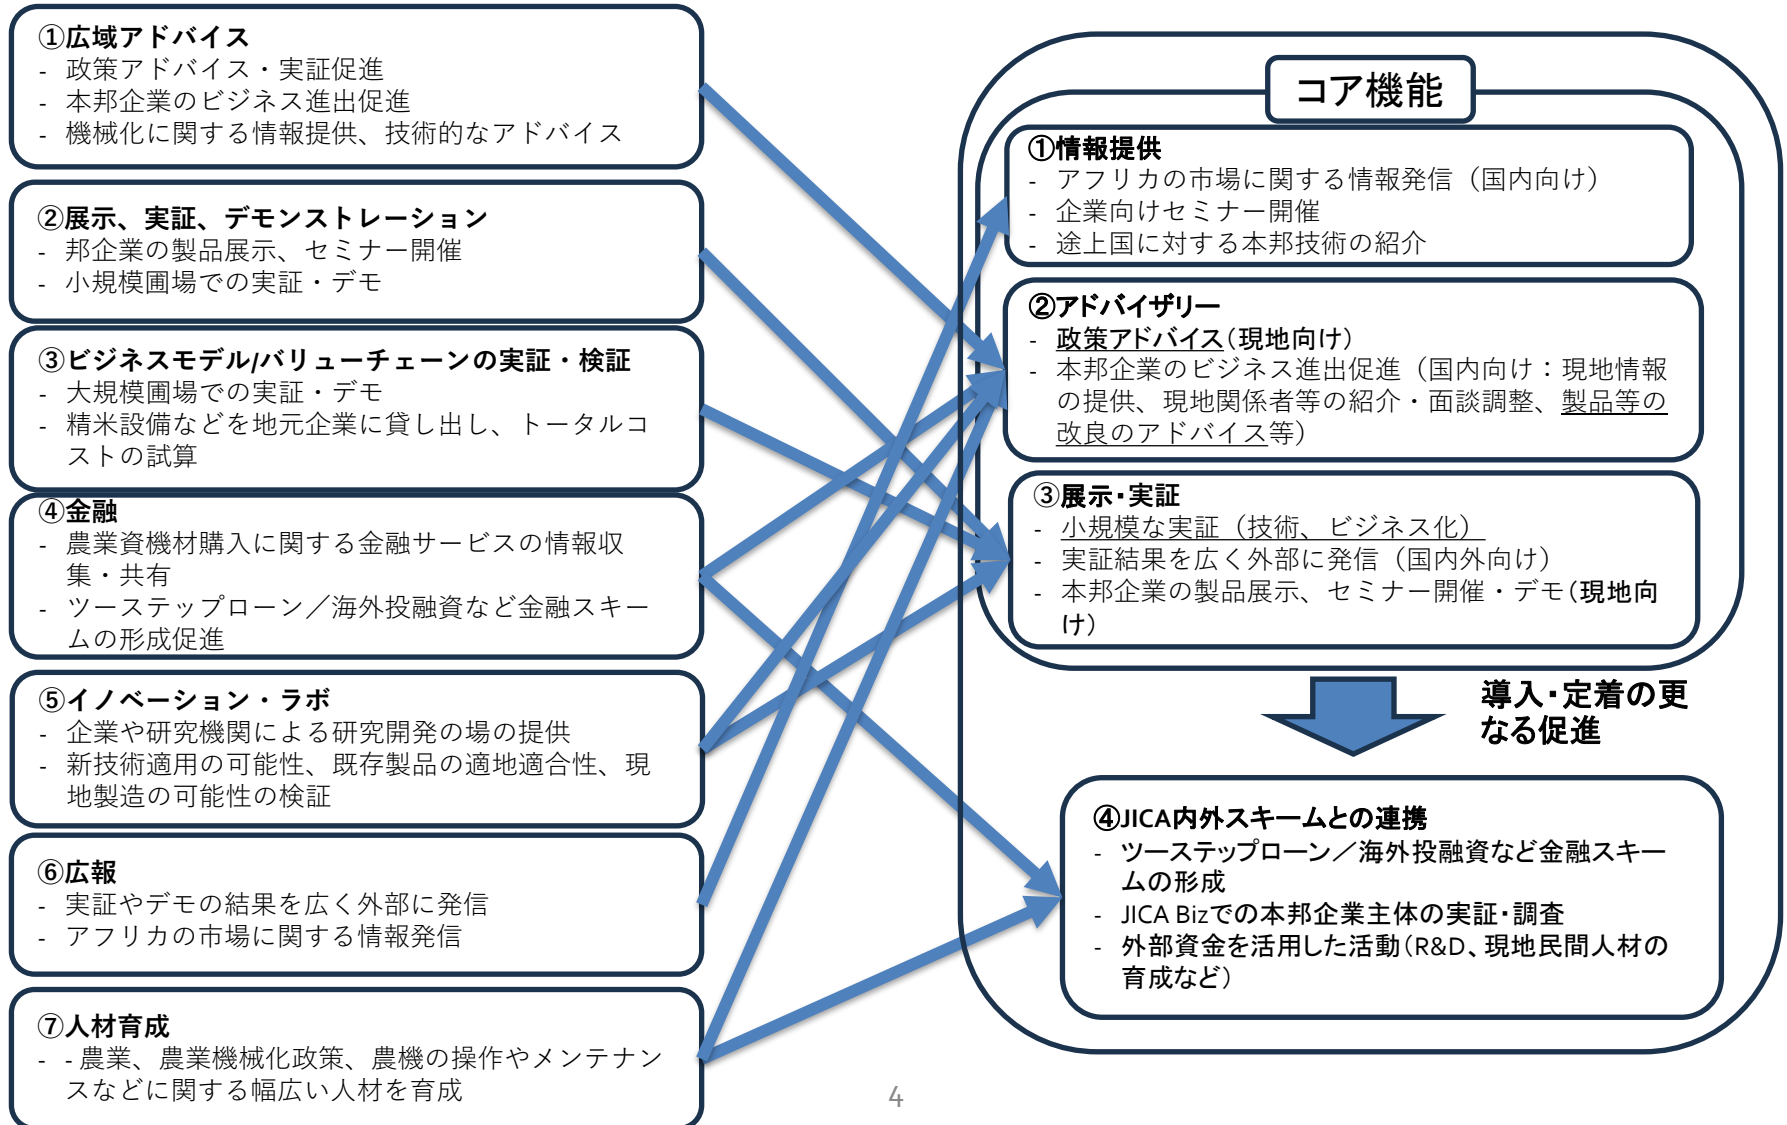 ①広域アドバイス
- 政策アドバイス・実証促進
- 本邦企業のビジネス進出促進
- 機械化に関する情報提供、技術的なアドバイス
②展示、実証、デモンストレーション
- 邦企業の製品展示、セミナー開催
- 小規模圃場での実証・デモ
③ビジネスモデル/バリューチェーンの実証・検証
- 大規模圃場での実証・デモ
- 精米設備などを地元企業に貸し出し、トータルコ
ストの試算
④金融
- 農業資機材購入に関する金融サービスの情報収
集・共有
- ツーステップローン／海外投融資など金融スキー
ムの形成促進
⑤イノベーション・ラボ
- 企業や研究機関による研究開発の場の提供
- 新技術適用の可能性、既存製品の適地適合性、現
地製造の可能性の検証
⑥広報
- 実証やデモの結果を広く外部に発信
- アフリカの市場に関する情報発信
⑦人材育成
- - 農業、農業機械化政策、農機の操作やメンテナン
スなどに関する幅広い人材を育成
コア機能
①情報提供
- アフリカの市場に関する情報発信（国内向け）
- 企業向けセミナー開催
- 途上国に対する本邦技術の紹介
②アドバイザリー
- 政策アドバイス（現地向け）
- 本邦企業のビジネス進出促進（国内向け：現地情報
の提供、現地関係者等の紹介・面談調整、製品等の
改良のアドバイス等）
③展示・実証
- 小規模な実証（技術、ビジネス化）
- 実証結果を広く外部に発信（国内外向け）
- 本邦企業の製品展示、セミナー開催・デモ（現地向
け）
導入・定着の更
なる促進
④JICA内外スキームとの連携
- ツーステップローン／海外投融資など金融スキー
ムの形成
- JICA Bizでの本邦企業主体の実証・調査
- 外部資金を活用した活動（R&D、現地民間人材の
育成など）
4